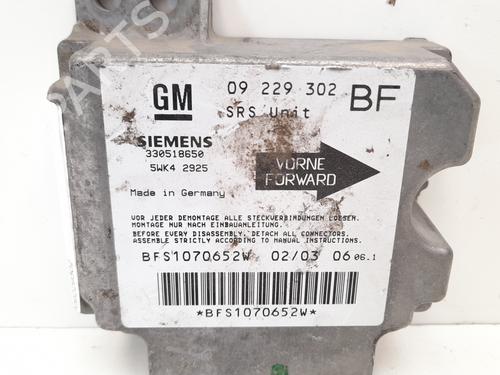 GM
09 229 302
BF
SRS Unit
SIEMENS
330518650
5WK4 2925
VORNE
FORWARD
Made in Germany
VOR JEDER DEMONTAGE ALLE STECKVERBINDUNGEN LOESEN.
MONTAGE NUR NACH EINBAUANLEITUNG.
BEFORE EVERY DISASSEMBLY, DETACH ALL CONNECTORS.
ASSEMBLE STRICTLY ACCORDING TO MANUAL INSTRUCTIONS.
BFS1070652W 02/03 06 06.1
*BFS1070652W*